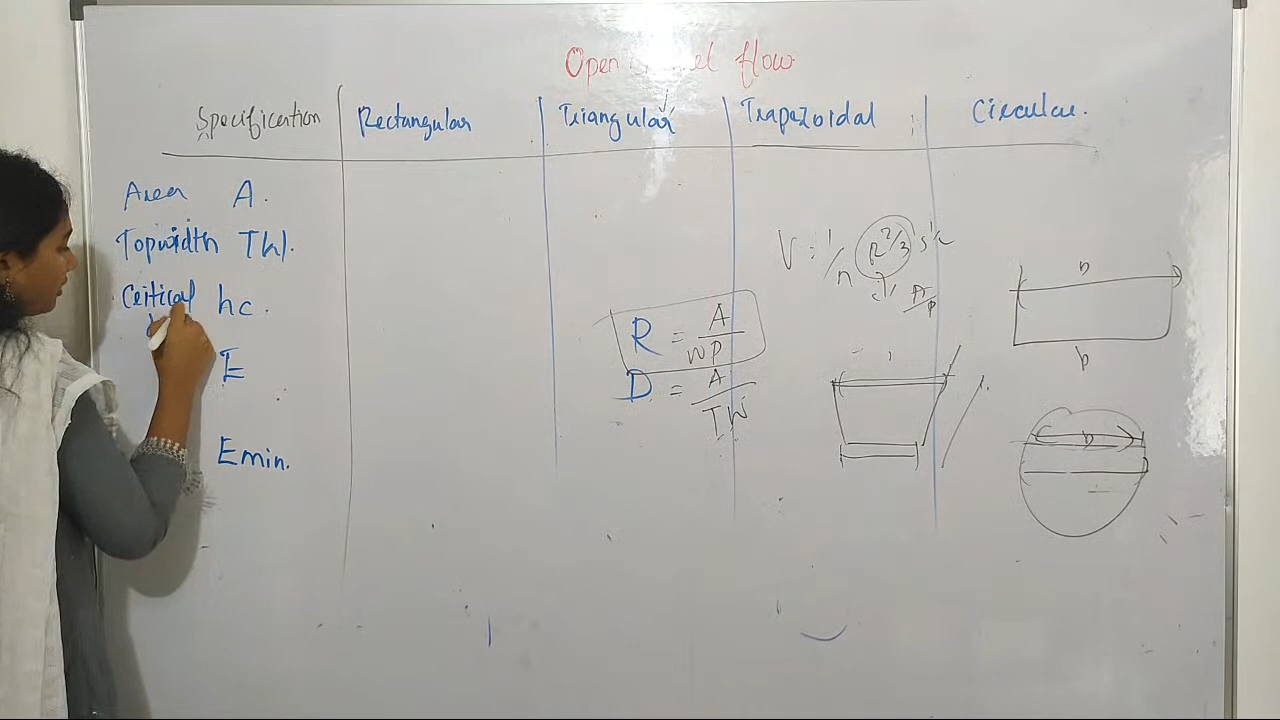 Open flow
Specification Rectangular Triangular Trapezoidal Circular.
Area A.
Topwidth TW.
Critical hc.
E
Emin.
V = 1/n R^2/3 S^1/2
A/P
R = A/WP
D = A/TW
b
b
b